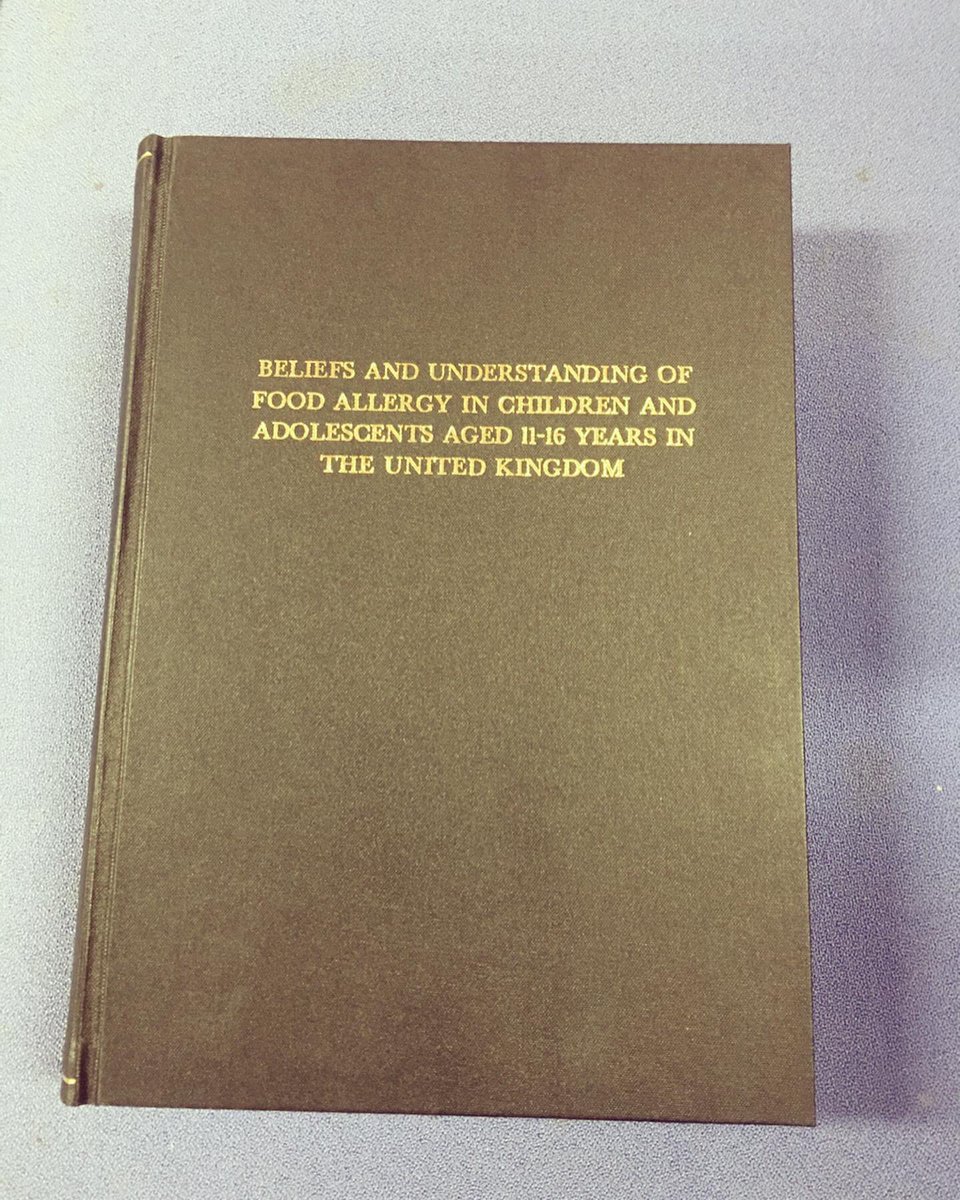 BELIEFS AND UNDERSTANDING OF
FOOD ALLERGY IN CHILDREN AND
ADOLESCENTS AGED 11-16 YEARS IN
THE UNITED KINGDOM